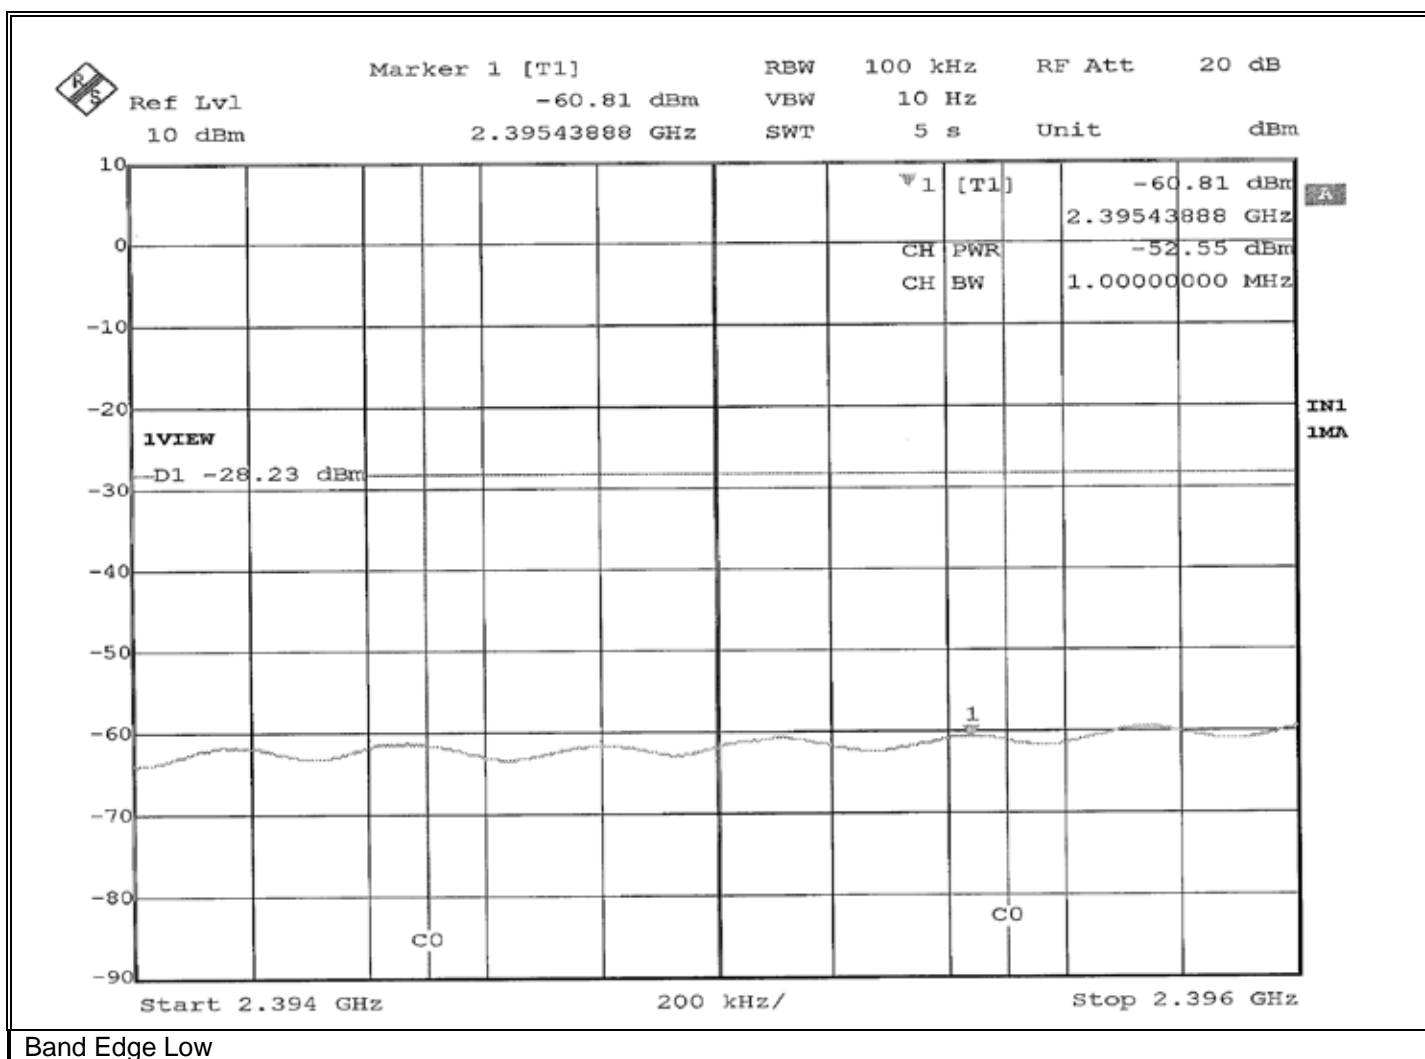 R S
Marker 1 [T1] RBW 100 kHz RF Att 20 dB
Ref Lvl -60.81 dBm VBW 10 Hz
10 dBm 2.39543888 GHz SWT 5 s Unit dBm
10
1 [T1] -60.81 dBm
A
2.39543888 GHz
0
CH PWR -52.55 dBm
CH BW 1.00000000 MHz
-10
-20
IN1
1VIEW
1MA
D1 -28.23 dBm
-30
-40
-50
1
-60
-70
-80
C0
C0
-90
Start 2.394 GHz 200 kHz/ Stop 2.396 GHz
Band Edge Low